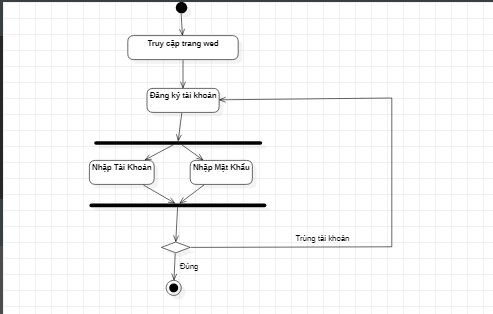 Truy cập trang wed
Đăng ký tài khoản
Nhập Tài Khoản
Nhập Mật Khẩu
Trùng tài khoản
Đúng